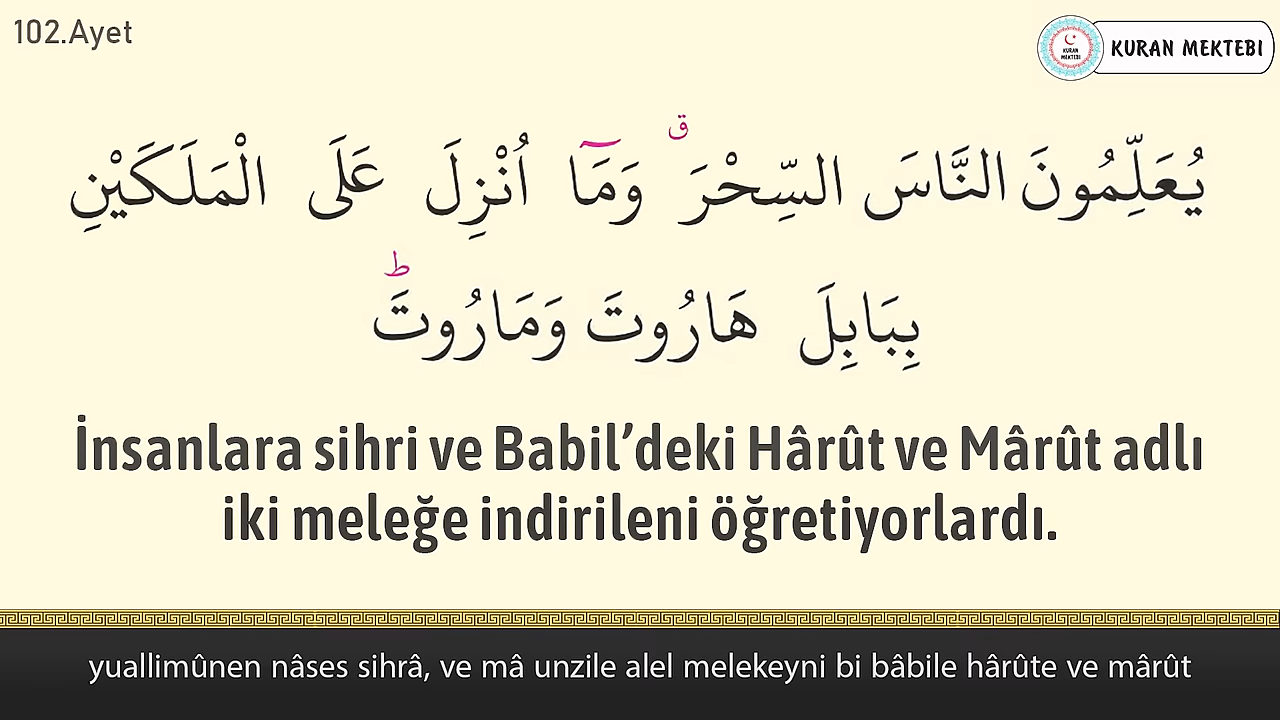 102.Ayet
KURAN MEKTEBI
KURAN MEKTEBI
يُعَلِّمُونَ النَّاسَ السِّحْرَ ۗ وَمَٓا اُنْزِلَ عَلَى الْمَلَكَيْنِ
بِبَابِلَ هَارُوتَ وَمَارُوتَ ۜ
İnsanlara sihri ve Babil’deki Hârût ve Mârût adlı
iki meleğe indirileni öğretiyorlardı.
yuallimûnen nâses sihrâ, ve mâ unzile alel melekeyni bi bâbile hârûte ve mârût